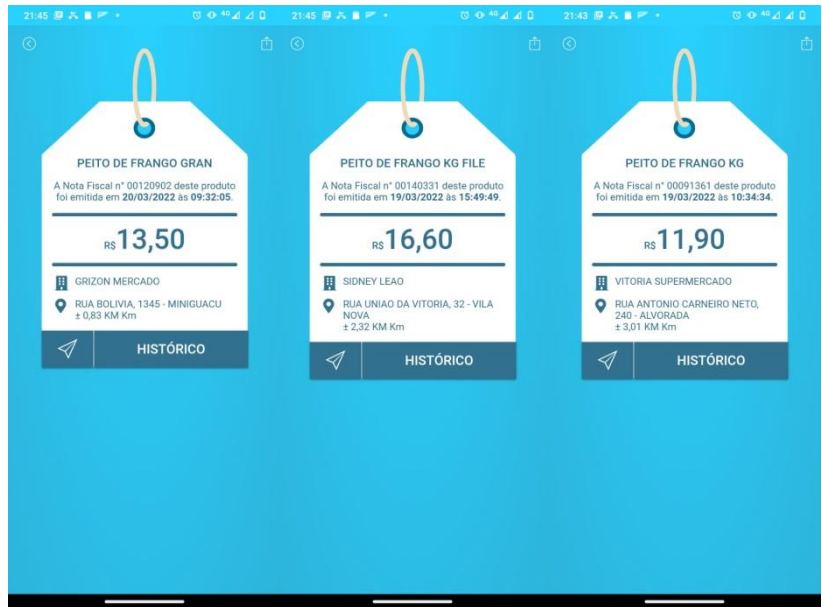 21:45
4G
PEITO DE FRANGO GRAN
A Nota Fiscal n° 00120902 deste produto
foi emitida em 20/03/2022 às 09:32:05.
R$13,50
GRIZON MERCADO
RUA BOLIVIA, 1345 - MINIGUACU
± 0,83 KM Km
HISTÓRICO
21:45
4G
PEITO DE FRANGO KG FILE
A Nota Fiscal n° 00140331 deste produto
foi emitida em 19/03/2022 às 15:49:49.
R$16,60
SIDNEY LEAO
RUA UNIAO DA VITORIA, 32 - VILA
NOVA
± 2,32 KM Km
HISTÓRICO
21:43
4G
PEITO DE FRANGO KG
A Nota Fiscal n° 00091361 deste produto
foi emitida em 19/03/2022 às 10:34:34.
R$11,90
VITORIA SUPERMERCADO
RUA ANTONIO CARNEIRO NETO,
240 - ALVORADA
± 3,01 KM Km
HISTÓRICO